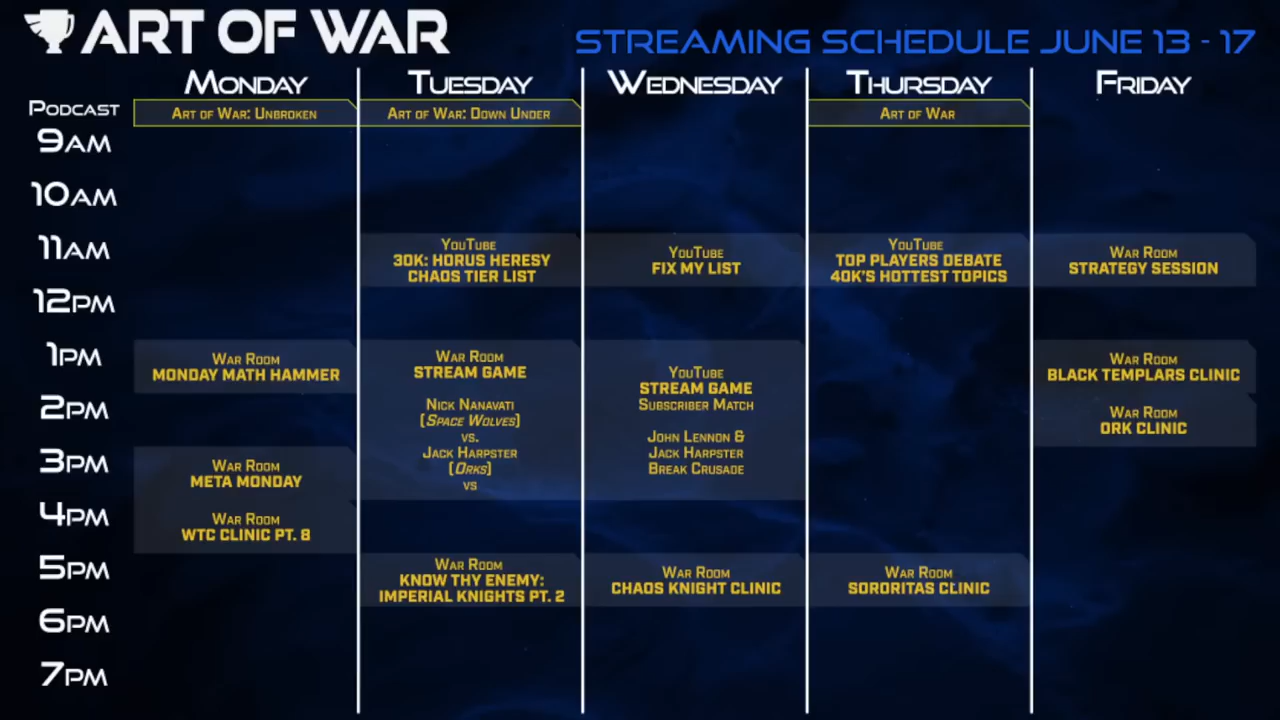 ART OF WAR
STREAMING SCHEDULE JUNE 13 - 17
MONDAY
TUESDAY
WEDNESDAY
THURSDAY
FRIDAY
PODCAST
ART OF WAR: UNBROKEN
ART OF WAR: DOWN UNDER
ART OF WAR
9AM
10AM
11AM
YOUTUBE
30K: HORUS HERESY
CHAOS TIER LIST
YOUTUBE
FIX MY LIST
YOUTUBE
TOP PLAYERS DEBATE
40K'S HOTTEST TOPICS
WAR ROOM
STRATEGY SESSION
12PM
1PM
WAR ROOM
MONDAY MATH HAMMER
WAR ROOM
STREAM GAME
NICK NANAVATI
(SPACE WOLVES)
VS.
JACK HARPSTER
(ORKS)
VS
YOUTUBE
STREAM GAME
SUBSCRIBER MATCH
JOHN LENNON &
JACK HARPSTER
BREAK CRUSADE
WAR ROOM
BLACK TEMPLARS CLINIC
2PM
WAR ROOM
ORK CLINIC
3PM
WAR ROOM
META MONDAY
4PM
WAR ROOM
WTC CLINIC PT. 8
5PM
WAR ROOM
KNOW THY ENEMY:
IMPERIAL KNIGHTS PT. 2
WAR ROOM
CHAOS KNIGHT CLINIC
WAR ROOM
SORORITAS CLINIC
6PM
7PM